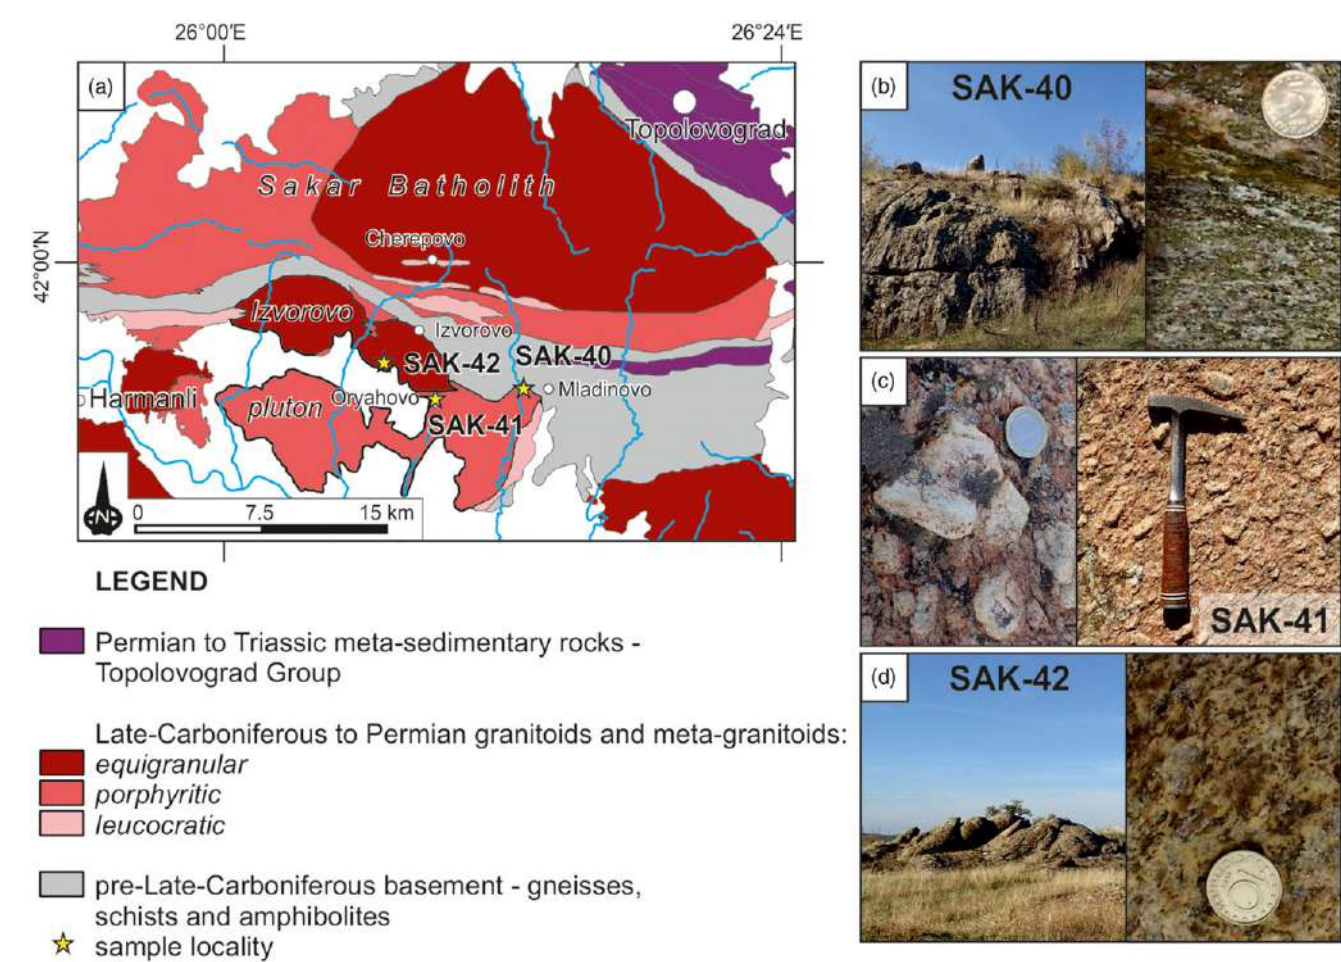 26°00′E
26°24′E
(a)
Topolovograd
Sakar Batholith
Cherepovo
42°00′N
Izvorovo
Izvorovo
SAK-42
SAK-40
Harmanli
pluton
Oryahovo
Mladinovo
SAK-41
N
0 7.5 15 km
LEGEND
Permian to Triassic meta-sedimentary rocks -
Topolovograd Group
Late-Carboniferous to Permian granitoids and meta-granitoids:
equigranular
porphyritic
leucocratic
pre-Late-Carboniferous basement - gneisses,
schists and amphibolites
sample locality
(b)
SAK-40
(c)
SAK-41
(d)
SAK-42